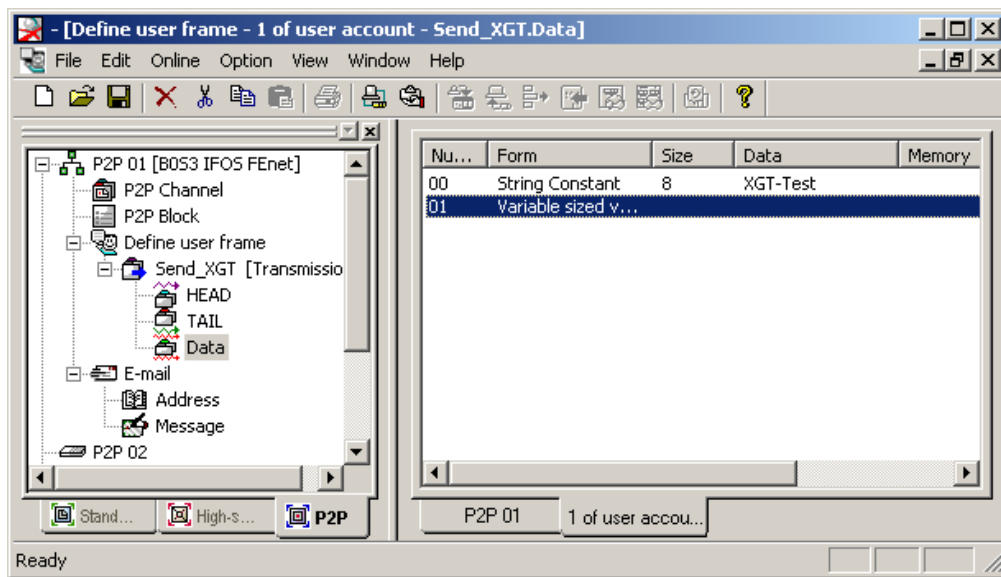 - [Define user frame - 1 of user account - Send_XGT.Data]
File Edit Online Option View Window Help
P2P 01 [B0S3 IFOS FEnet]
P2P Channel
P2P Block
Define user frame
Send_XGT [Transmissio
HEAD
TAIL
Data
E-mail
Address
Message
P2P 02
Stand... High-s... P2P
Nu... Form Size Data Memory
00 String Constant 8 XGT-Test
01 Variable sized v...
P2P 01 1 of user accou...
Ready